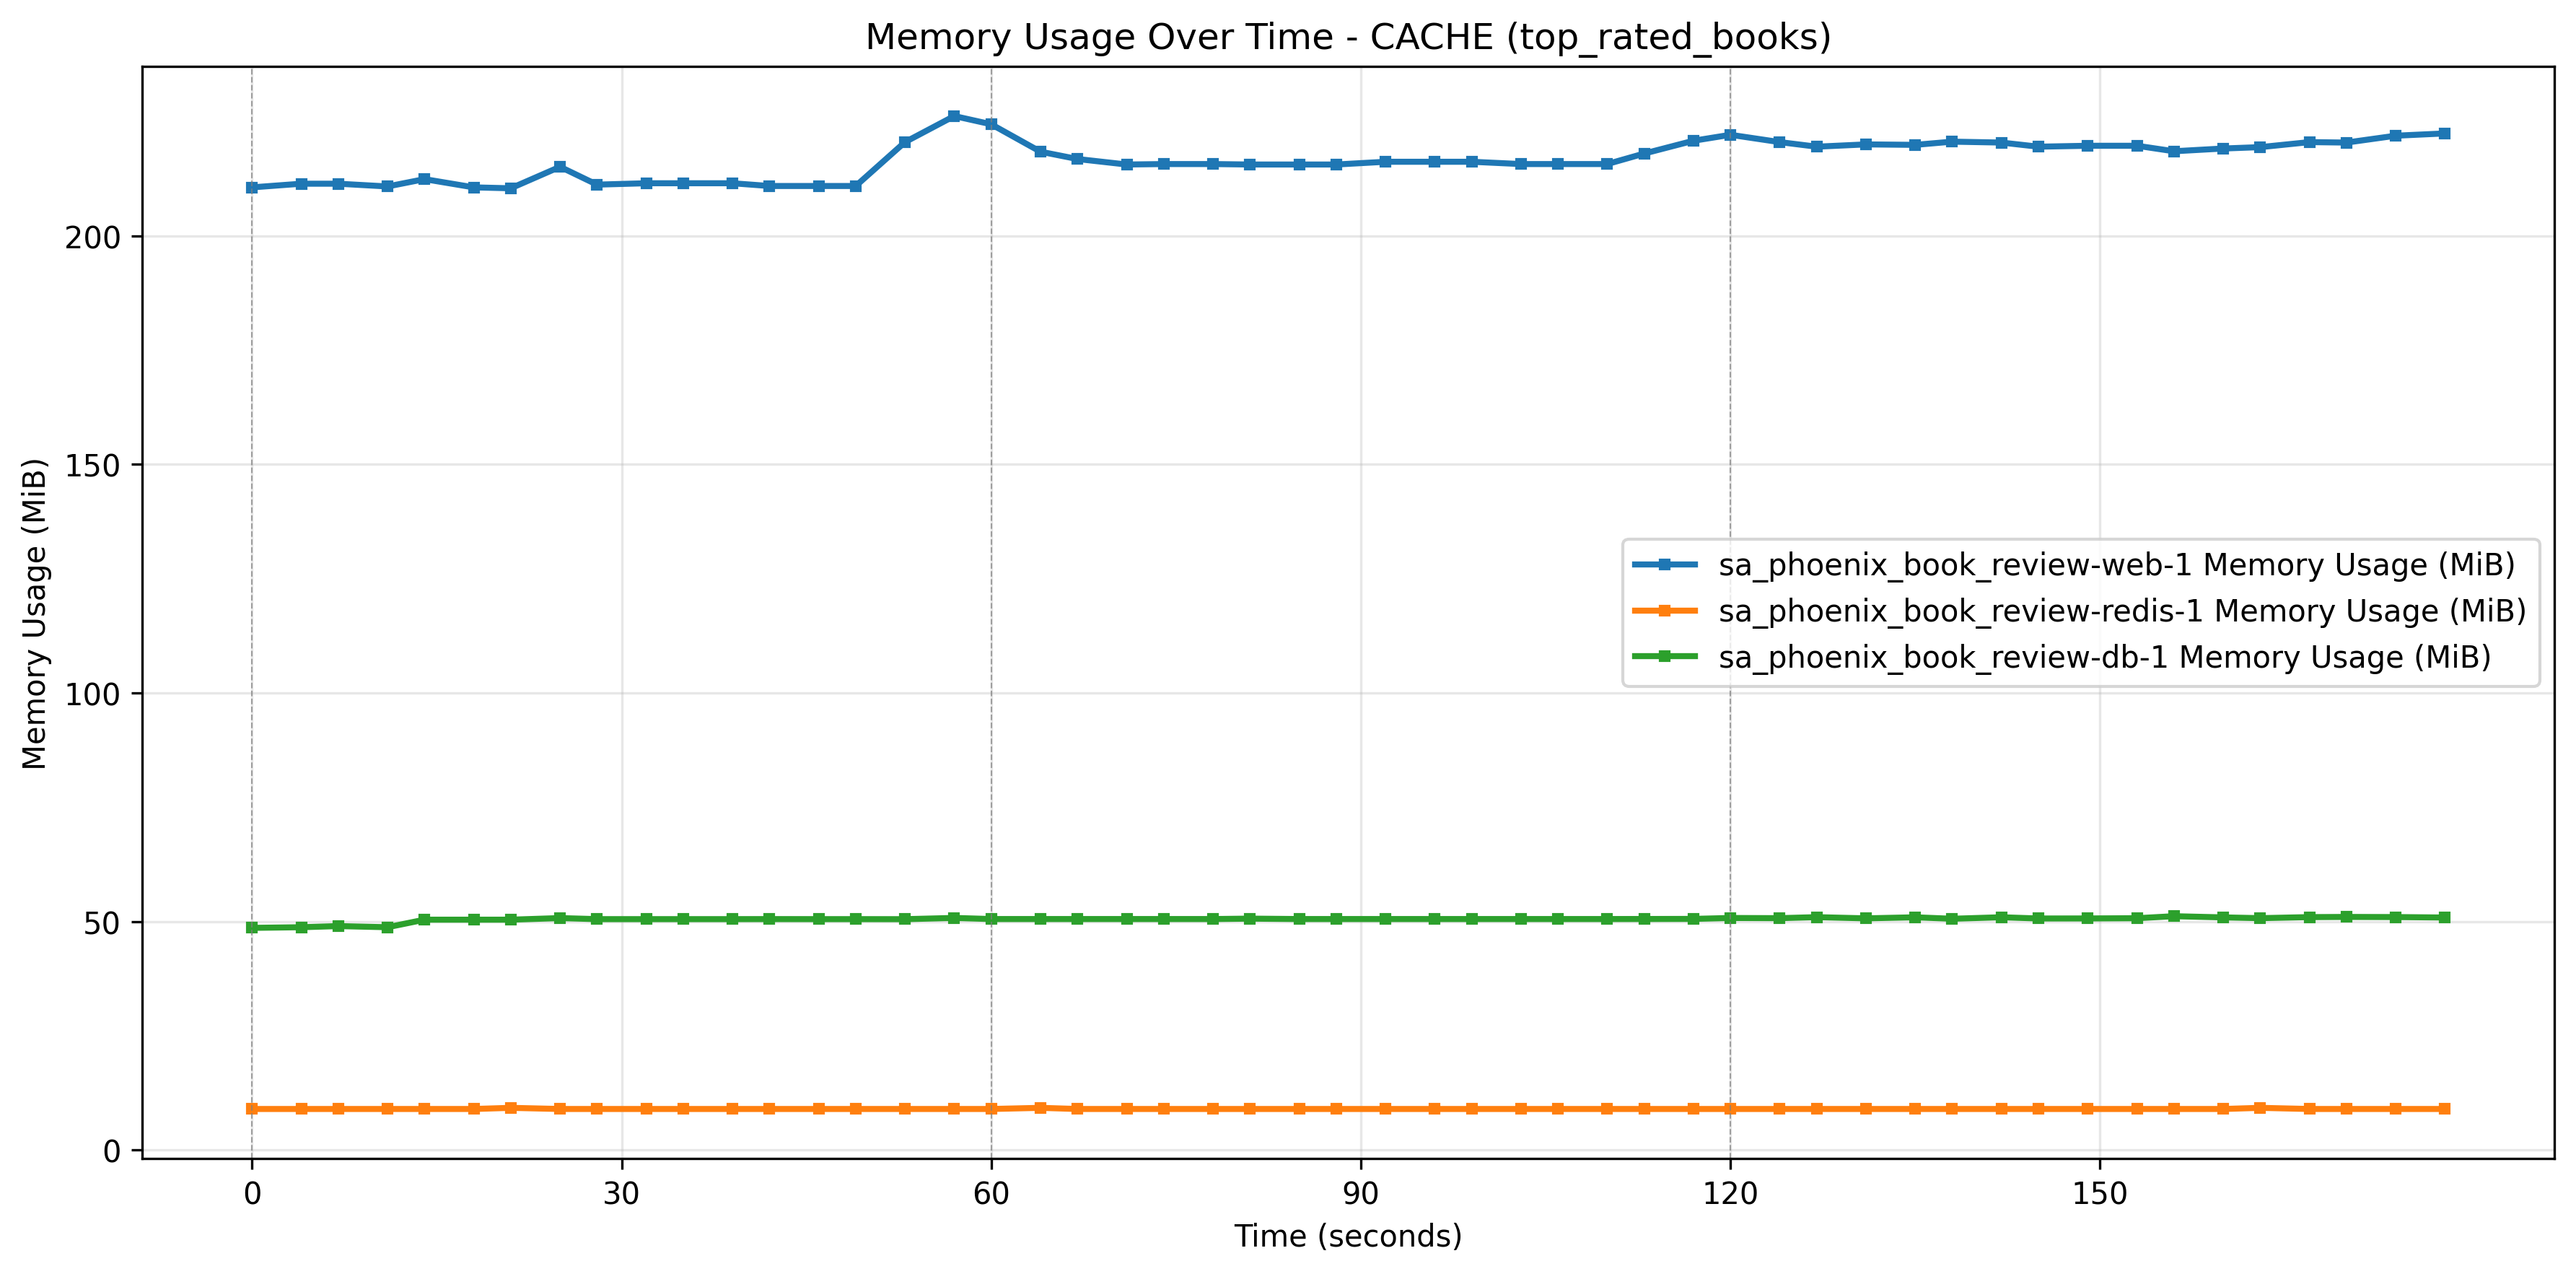 Memory Usage Over Time - CACHE (top_rated_books)
Memory Usage (MiB)
200
150
100
50
0
sa_phoenix_book_review-web-1 Memory Usage (MiB)
sa_phoenix_book_review-redis-1 Memory Usage (MiB)
sa_phoenix_book_review-db-1 Memory Usage (MiB)
0 30 60 90 120 150
Time (seconds)